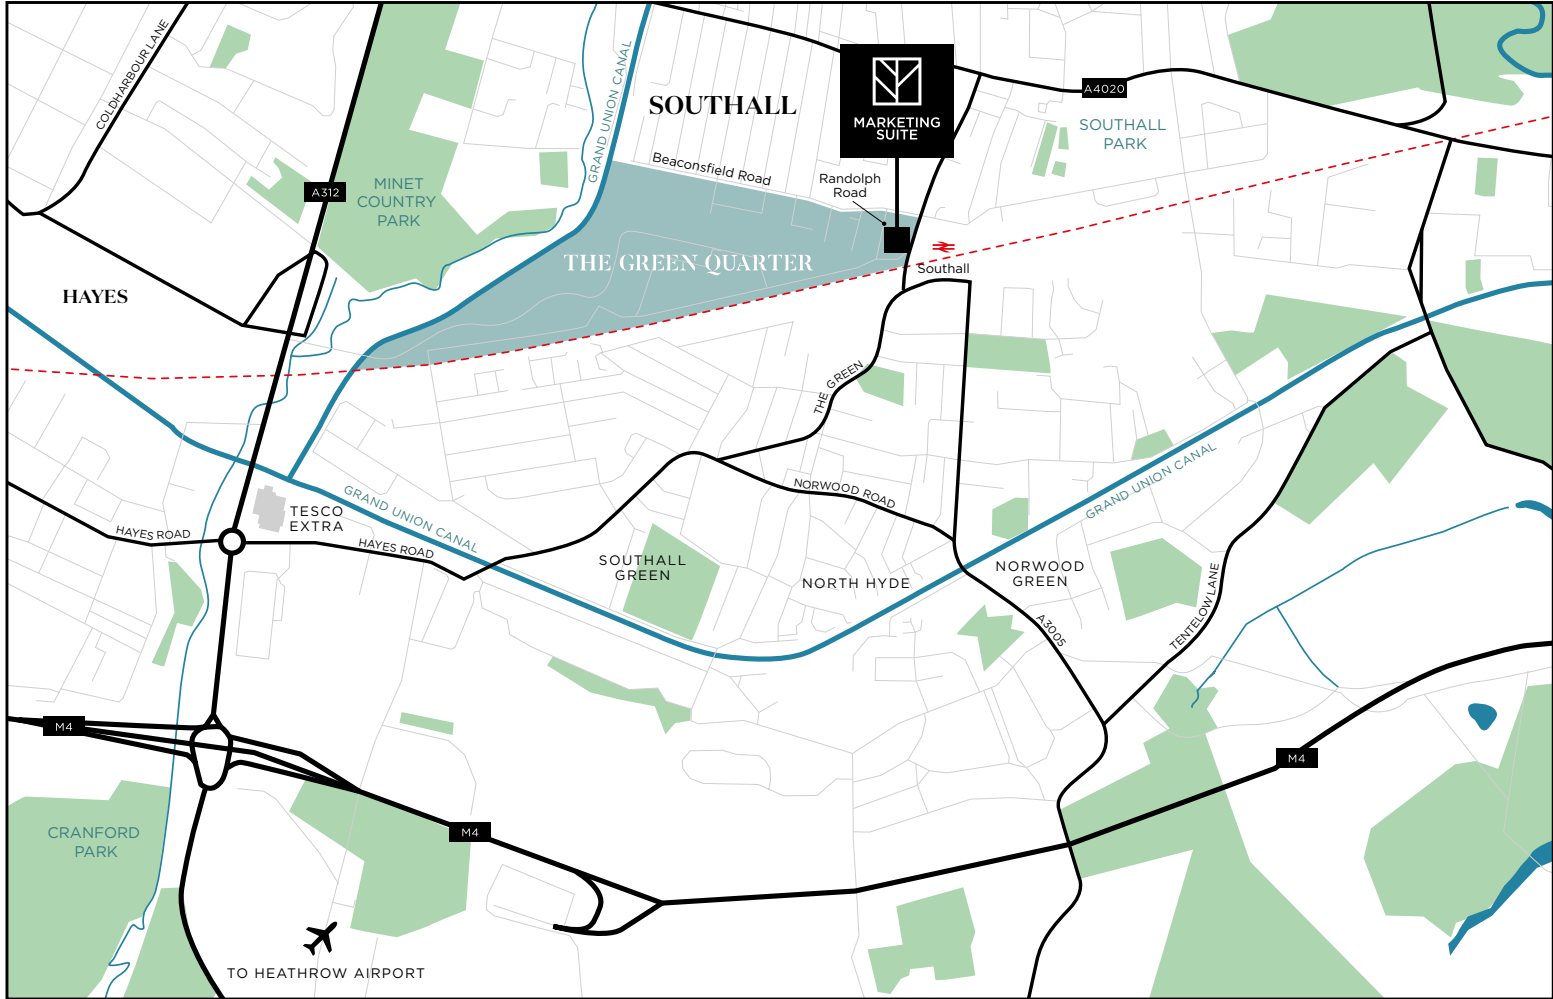 COLDHARBOUR LANE
GRAND UNION CANAL
SOUTHALL
MARKETING
SUITE
A4020
SOUTHALL
PARK
Beaconsfield Road
Randolph
Road
A312
MINET
COUNTRY
PARK
THE GREEN QUARTER
Southall
HAYES
THE GREEN
GRAND UNION CANAL
NORWOOD ROAD
GRAND UNION CANAL
TESCO
EXTRA
HAYES ROAD
HAYES ROAD
SOUTHALL
GREEN
NORTH HYDE
NORWOOD
GREEN
A3005
TENTELOW LANE
M4
M4
M4
CRANFORD
PARK
TO HEATHROW AIRPORT